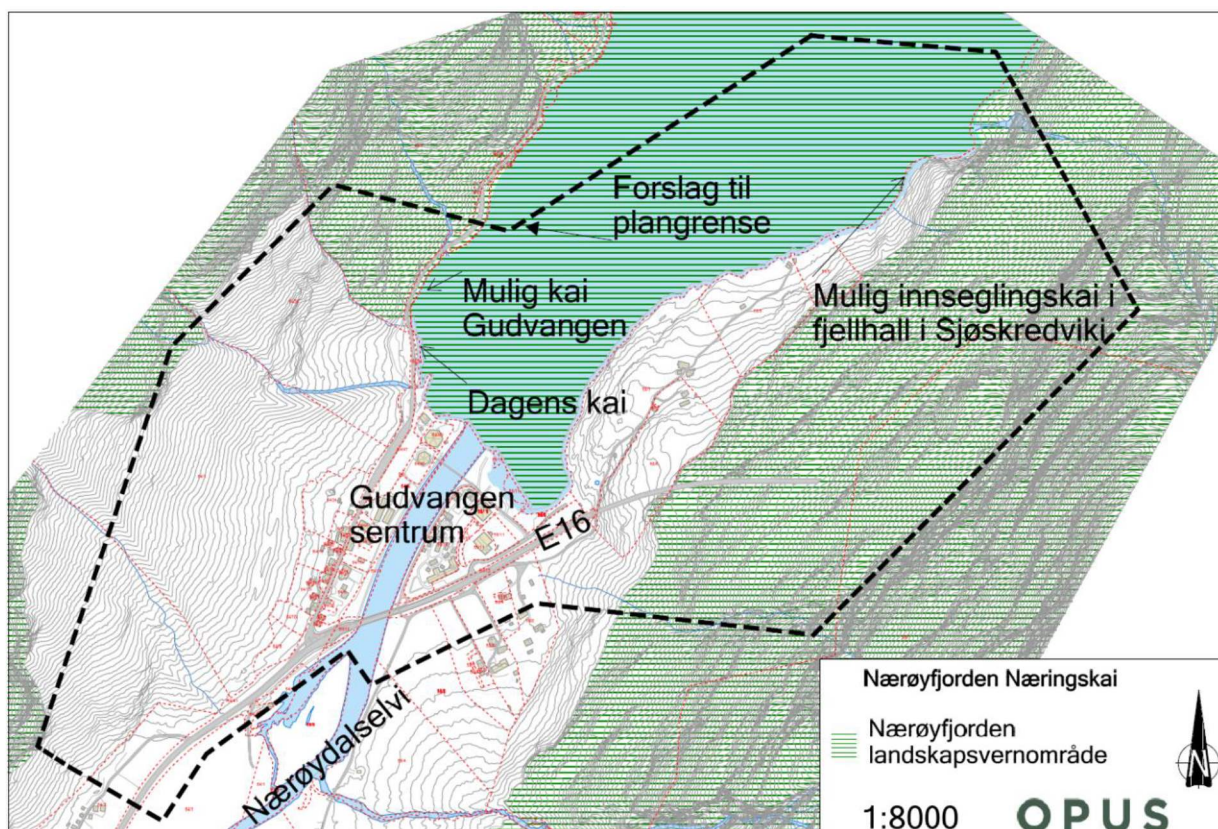 Forslag til
plangrense
Mulig kai
Gudvangen
Mulig innseglingskai i
fjellhall i Sjøskredviki
Dagens kai
Gudvangen
sentrum
E16
Nærøydalselvi
Nærøyfjorden Næringskai
Nærøyfjorden
landskapsvernområde
N
1:8000
OPUS